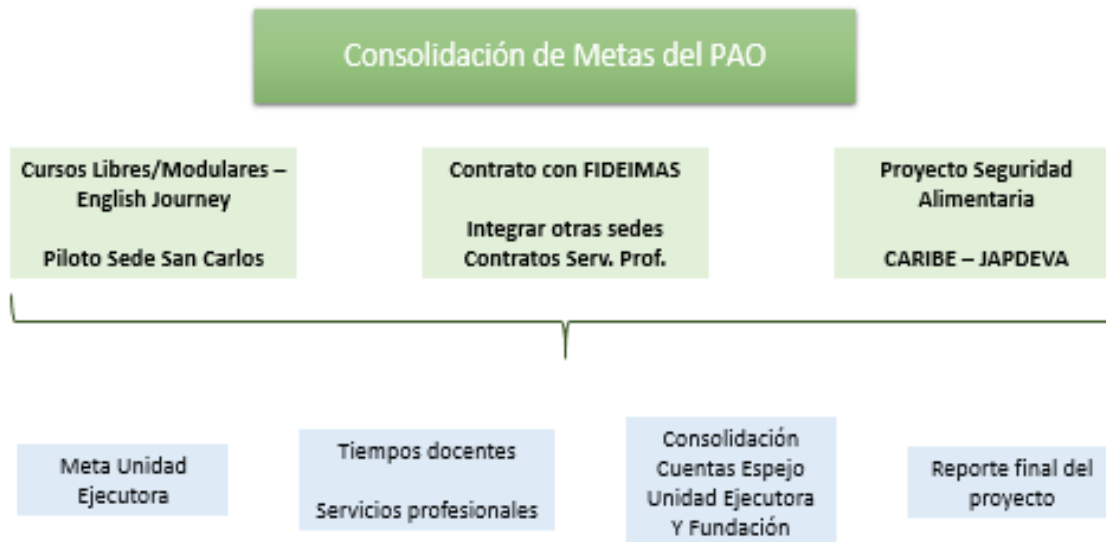 Consolidación de Metas del PAO
Cursos Libres/Modulares –
English Journey
Piloto Sede San Carlos
Contrato con FIDEIMAS
Integrar otras sedes
Contratos Serv. Prof.
Proyecto Seguridad
Alimentaria
CARIBE – JAPDEVA
Meta Unidad
Ejecutora
Tiempos docentes
Servicios profesionales
Consolidación
Cuentas Espejo
Unidad Ejecutora
Y Fundación
Reporte final del
proyecto